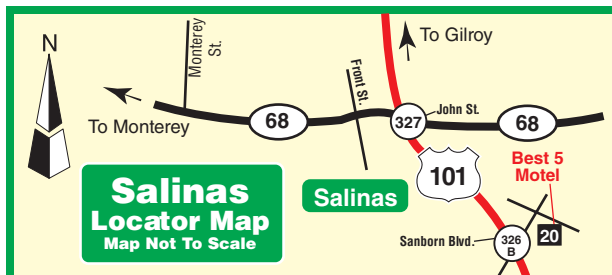 N
Monterey
St.
To Gilroy
Front St.
To Monterey
68
327
John St.
68
Best 5
Motel
101
Salinas
Locator Map
Map Not To Scale
Salinas
20
Sanborn Blvd.
326
B